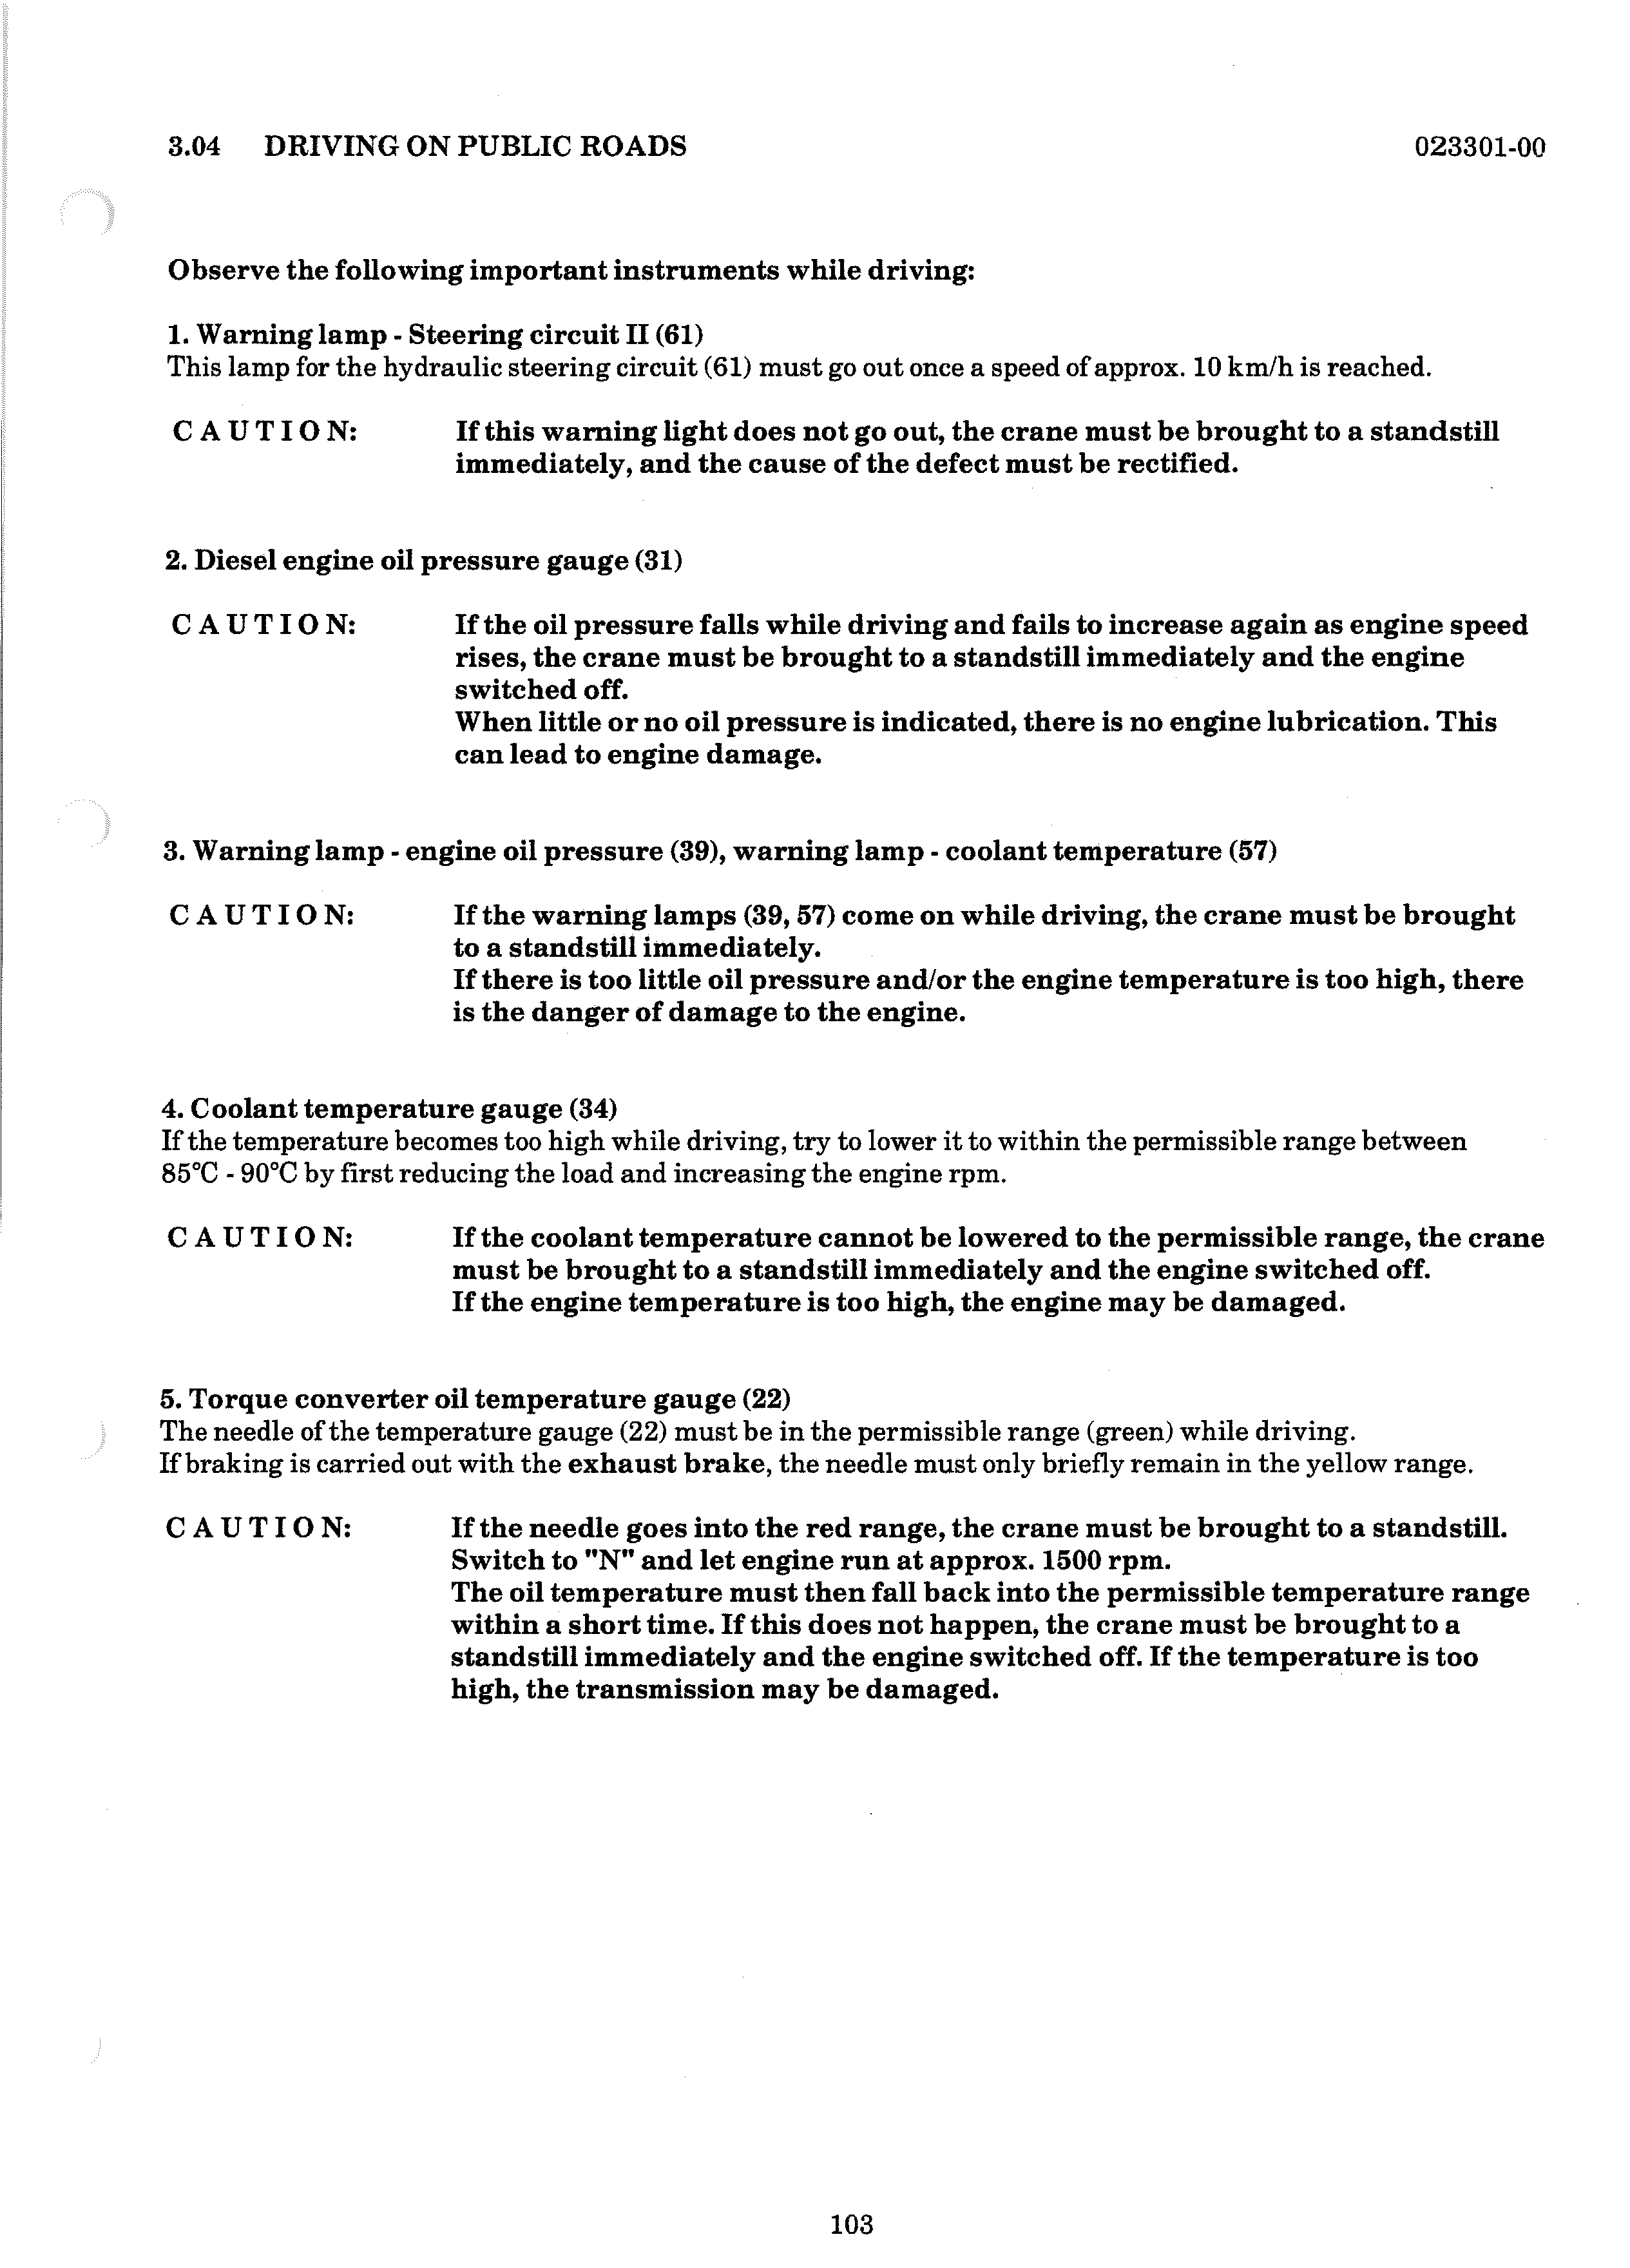 3.04 DRIVING ON PUBLIC ROADS 023301-00
Observe the following important instruments while driving:
1. Warning lamp - Steering circuit II (61)
This lamp for the hydraulic steering circuit (61) must go out once a speed of approx. 10 km/h is reached.
C A U T I O N: If this warning light does not go out, the crane must be brought to a standstill
immediately, and the cause of the defect must be rectified.
2. Diesel engine oil pressure gauge (31)
C A U T I O N: If the oil pressure falls while driving and fails to increase again as engine speed
rises, the crane must be brought to a standstill immediately and the engine
switched off.
When little or no oil pressure is indicated, there is no engine lubrication. This
can lead to engine damage.
3. Warning lamp - engine oil pressure (39), warning lamp - coolant temperature (57)
C A U T I O N: If the warning lamps (39, 57) come on while driving, the crane must be brought
to a standstill immediately.
If there is too little oil pressure and/or the engine temperature is too high, there
is the danger of damage to the engine.
4. Coolant temperature gauge (34)
If the temperature becomes too high while driving, try to lower it to within the permissible range between
85°C - 90°C by first reducing the load and increasing the engine rpm.
C A U T I O N: If the coolant temperature cannot be lowered to the permissible range, the crane
must be brought to a standstill immediately and the engine switched off.
If the engine temperature is too high, the engine may be damaged.
5. Torque converter oil temperature gauge (22)
The needle of the temperature gauge (22) must be in the permissible range (green) while driving.
If braking is carried out with the exhaust brake, the needle must only briefly remain in the yellow range.
C A U T I O N: If the needle goes into the red range, the crane must be brought to a standstill.
Switch to "N" and let engine run at approx. 1500 rpm.
The oil temperature must then fall back into the permissible temperature range
within a short time. If this does not happen, the crane must be brought to a
standstill immediately and the engine switched off. If the temperature is too
high, the transmission may be damaged.
103